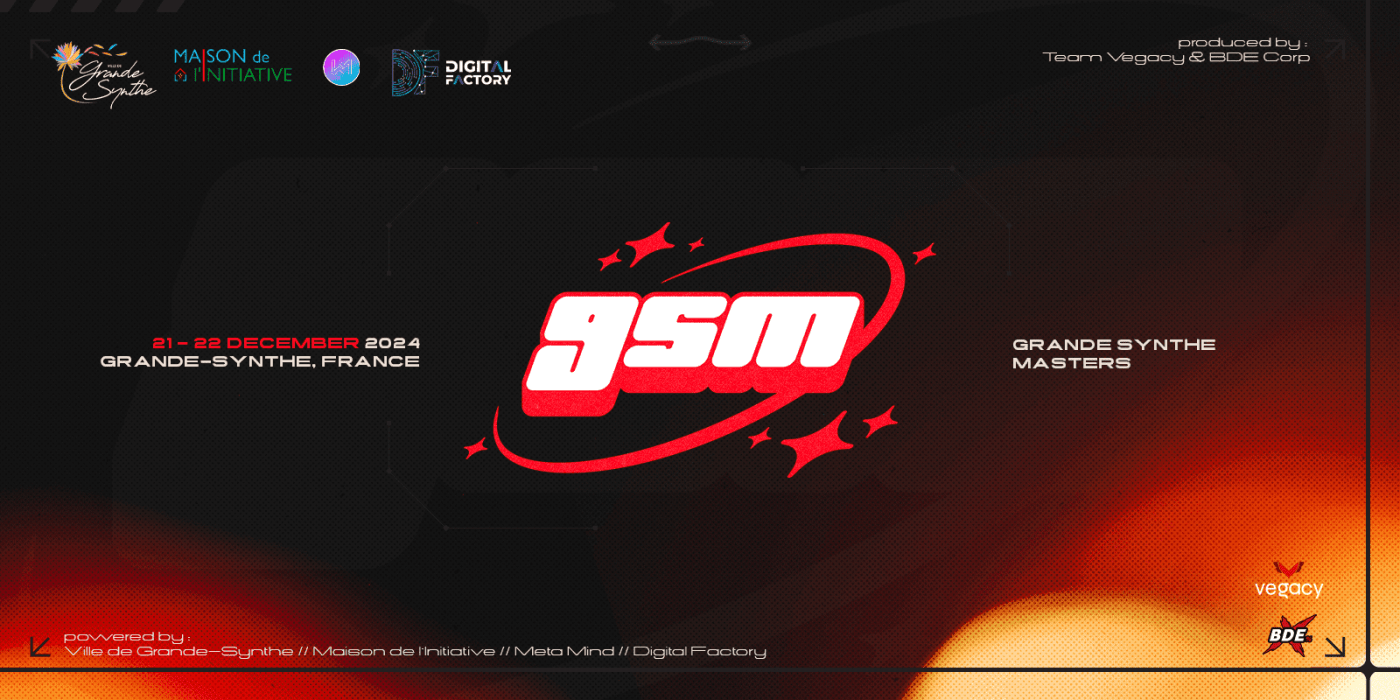 VILLE DE
Grande
Synthe
MAISON de
l'INITIATIVE
DF
DIGITAL
FACTORY
produced by :
Team Vegacy & BDE Corp
gsm
21 - 22 DECEMBER 2024
GRANDE-SYNTHE, FRANCE
GRANDE SYNTHE
MASTERS
vegacy
BDE
powered by :
Ville de Grande-Synthe // Maison de l'Initiative // Meta Mind // Digital Factory